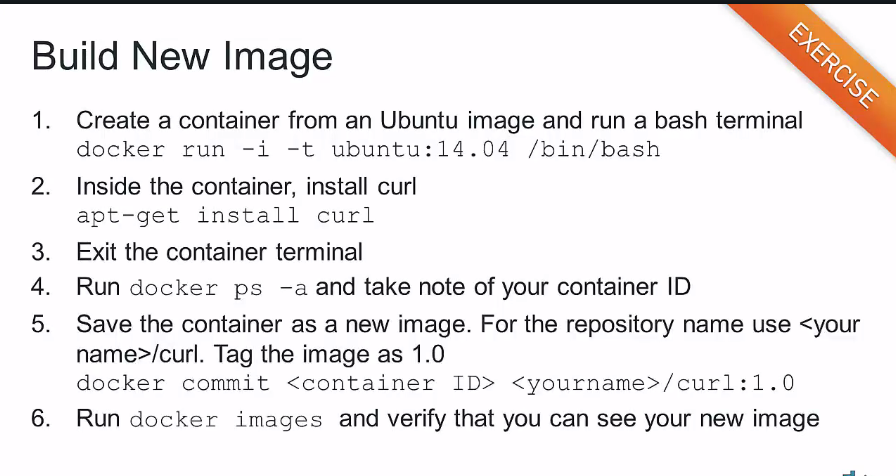 EXERCISE
Build New Image
1. Create a container from an Ubuntu image and run a bash terminal
docker run -i -t ubuntu:14.04 /bin/bash
2. Inside the container, install curl
apt-get install curl
3. Exit the container terminal
4. Run docker ps -a and take note of your container ID
5. Save the container as a new image. For the repository name use <your
name>/curl. Tag the image as 1.0
docker commit <container ID> <yourname>/curl:1.0
6. Run docker images and verify that you can see your new image